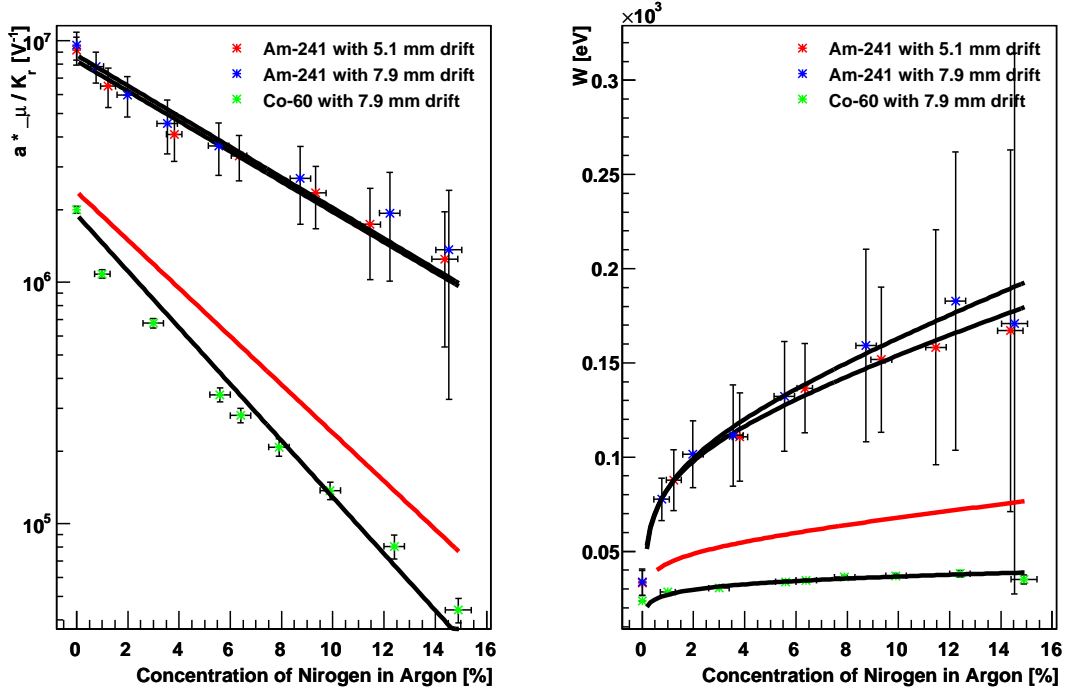 a* _μ / K_r [V⁻¹]
10⁷
10⁶
10⁵
Am-241 with 5.1 mm drift
Am-241 with 7.9 mm drift
Co-60 with 7.9 mm drift
0 2 4 6 8 10 12 14 16
Concentration of Nirogen in Argon [%]
×10³
W [eV]
0.3
0.25
0.2
0.15
0.1
0.05
0
Am-241 with 5.1 mm drift
Am-241 with 7.9 mm drift
Co-60 with 7.9 mm drift
0 2 4 6 8 10 12 14 16
Concentration of Nirogen in Argon [%]